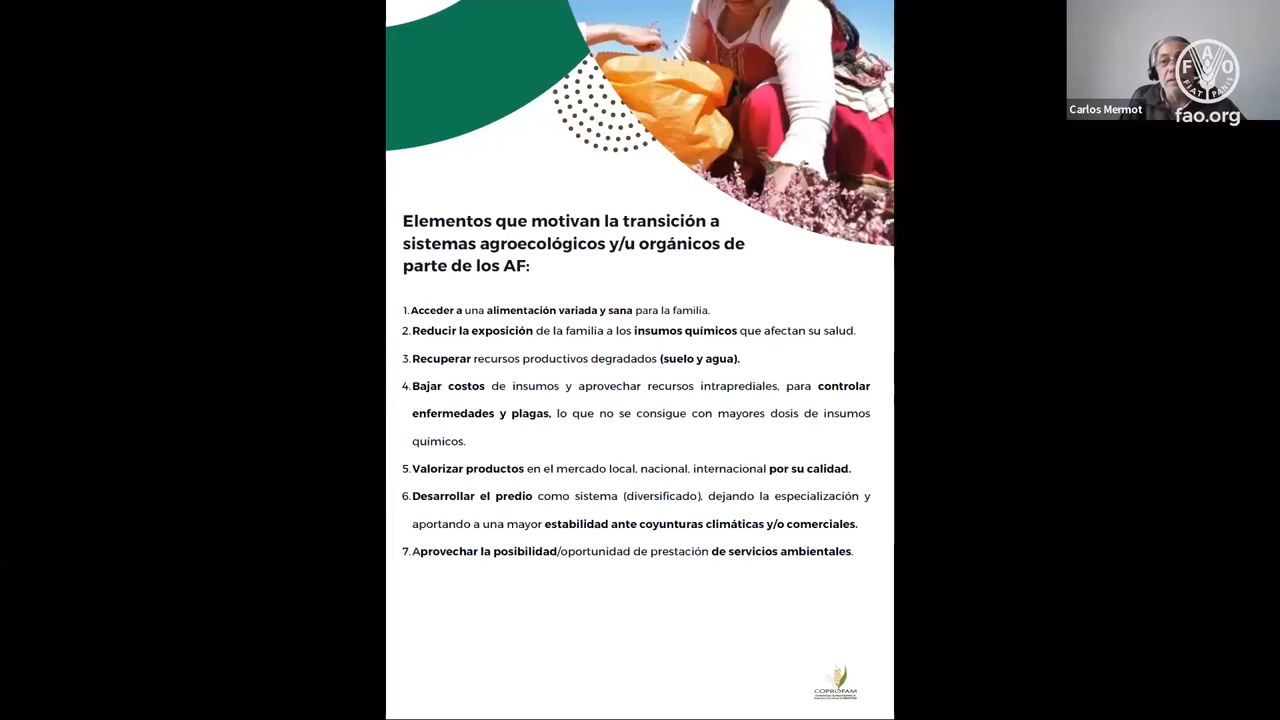 Elementos que motivan la transición a
sistemas agroecológicos y/u orgánicos de
parte de los AF:
1. Acceder a una alimentación variada y sana para la familia.
2. Reducir la exposición de la familia a los insumos químicos que afectan su salud.
3. Recuperar recursos productivos degradados (suelo y agua).
4. Bajar costos de insumos y aprovechar recursos intraprediales, para controlar
enfermedades y plagas, lo que no se consigue con mayores dosis de insumos
químicos.
5. Valorizar productos en el mercado local, nacional, internacional por su calidad.
6. Desarrollar el predio como sistema (diversificado), dejando la especialización y
aportando a una mayor estabilidad ante coyunturas climáticas y/o comerciales.
7. Aprovechar la posibilidad/oportunidad de prestación de servicios ambientales.
COPROFAM
Carlos Mermot
F A O
FIAT PANIS
fao.org